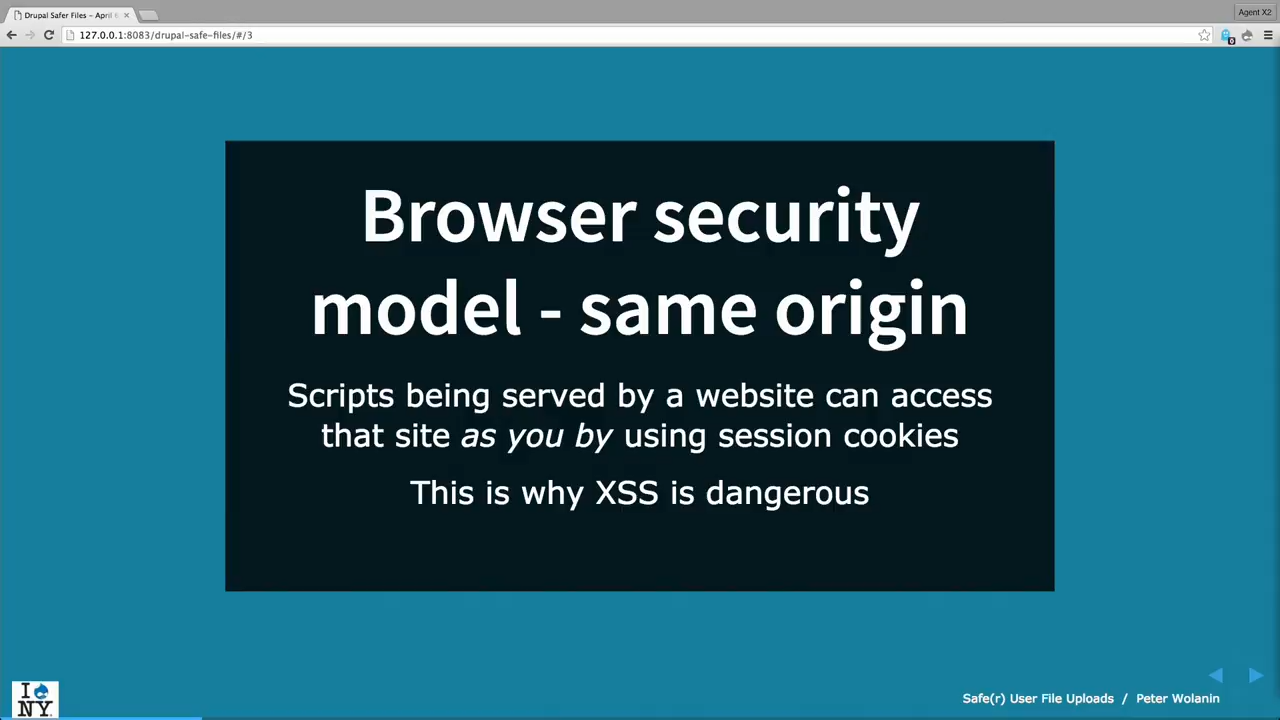 Drupal Safer Files – April
Agent X2
127.0.0.1:8083/drupal-safe-files/#/3
0
Browser security
model - same origin
Scripts being served by a website can access
that site as you by using session cookies
This is why XSS is dangerous
I
NY.
Safe(r) User File Uploads / Peter Wolanin